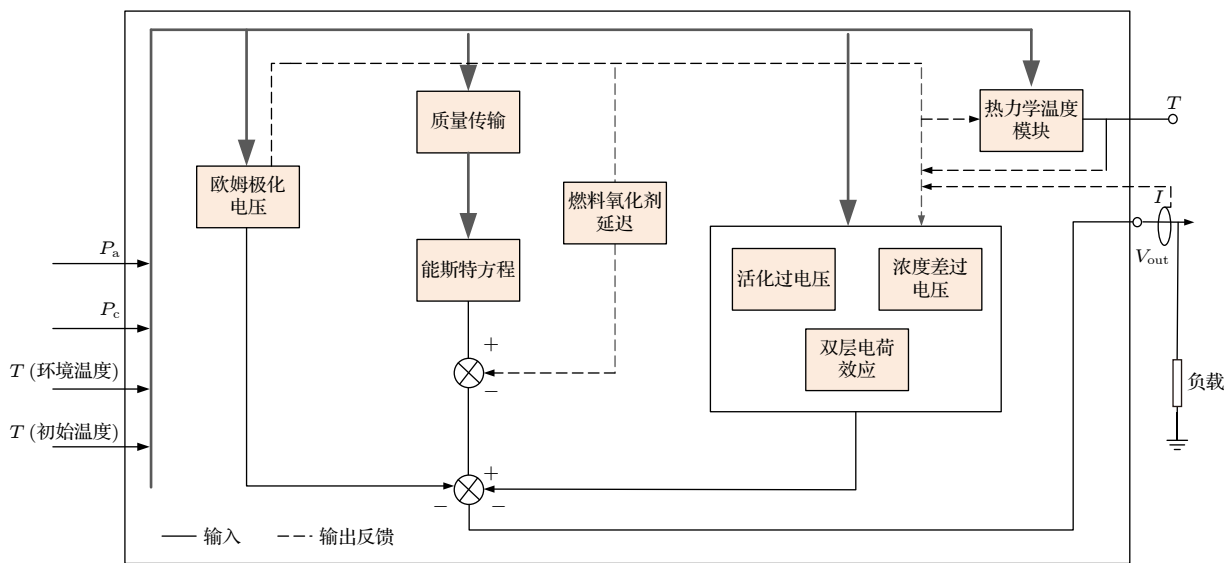 质量传输
热力学温度
模块
T
欧姆极化
电压
燃料氧化剂
延迟
I
P_a
能斯特方程
活化过电压
浓度差过
电压
V_out
P_c
+
−
双层电荷
效应
T (环境温度)
负载
T (初始温度)
+
−
−
输入
输出反馈